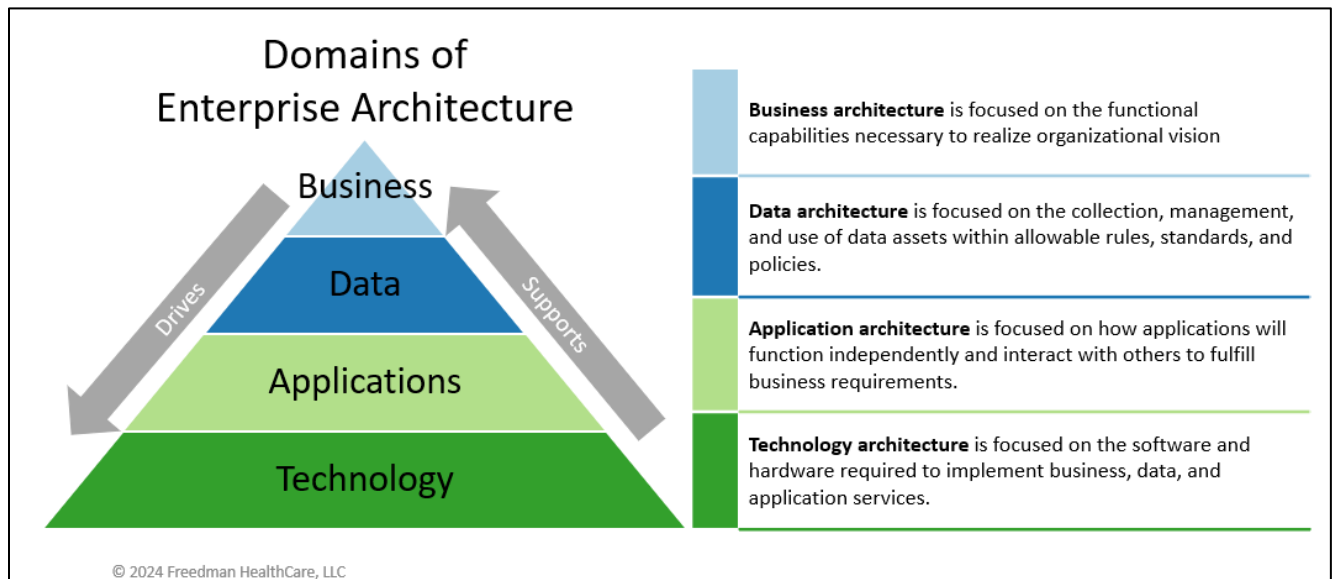 Domains of
Enterprise Architecture
Business
Data
Applications
Technology
Drives
Supports
Business architecture is focused on the functional
capabilities necessary to realize organizational vision
Data architecture is focused on the collection, management,
and use of data assets within allowable rules, standards, and
policies.
Application architecture is focused on how applications will
function independently and interact with others to fulfill
business requirements.
Technology architecture is focused on the software and
hardware required to implement business, data, and
application services.
© 2024 Freedman HealthCare, LLC